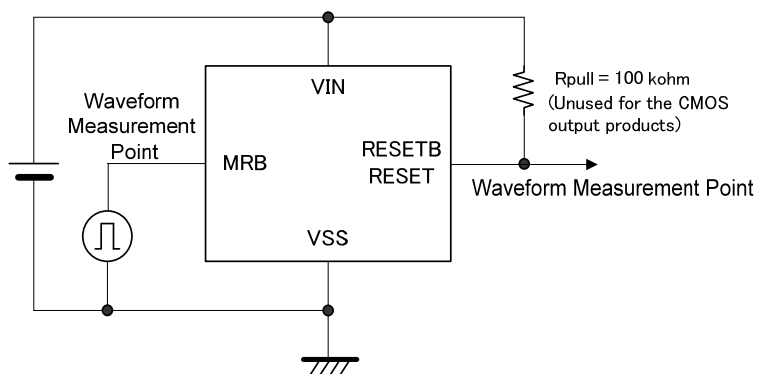 VIN
Rpull = 100 kohm
(Unused for the CMOS
output products)
Waveform
Measurement
Point
MRB
RESETB
RESET
Waveform Measurement Point
VSS